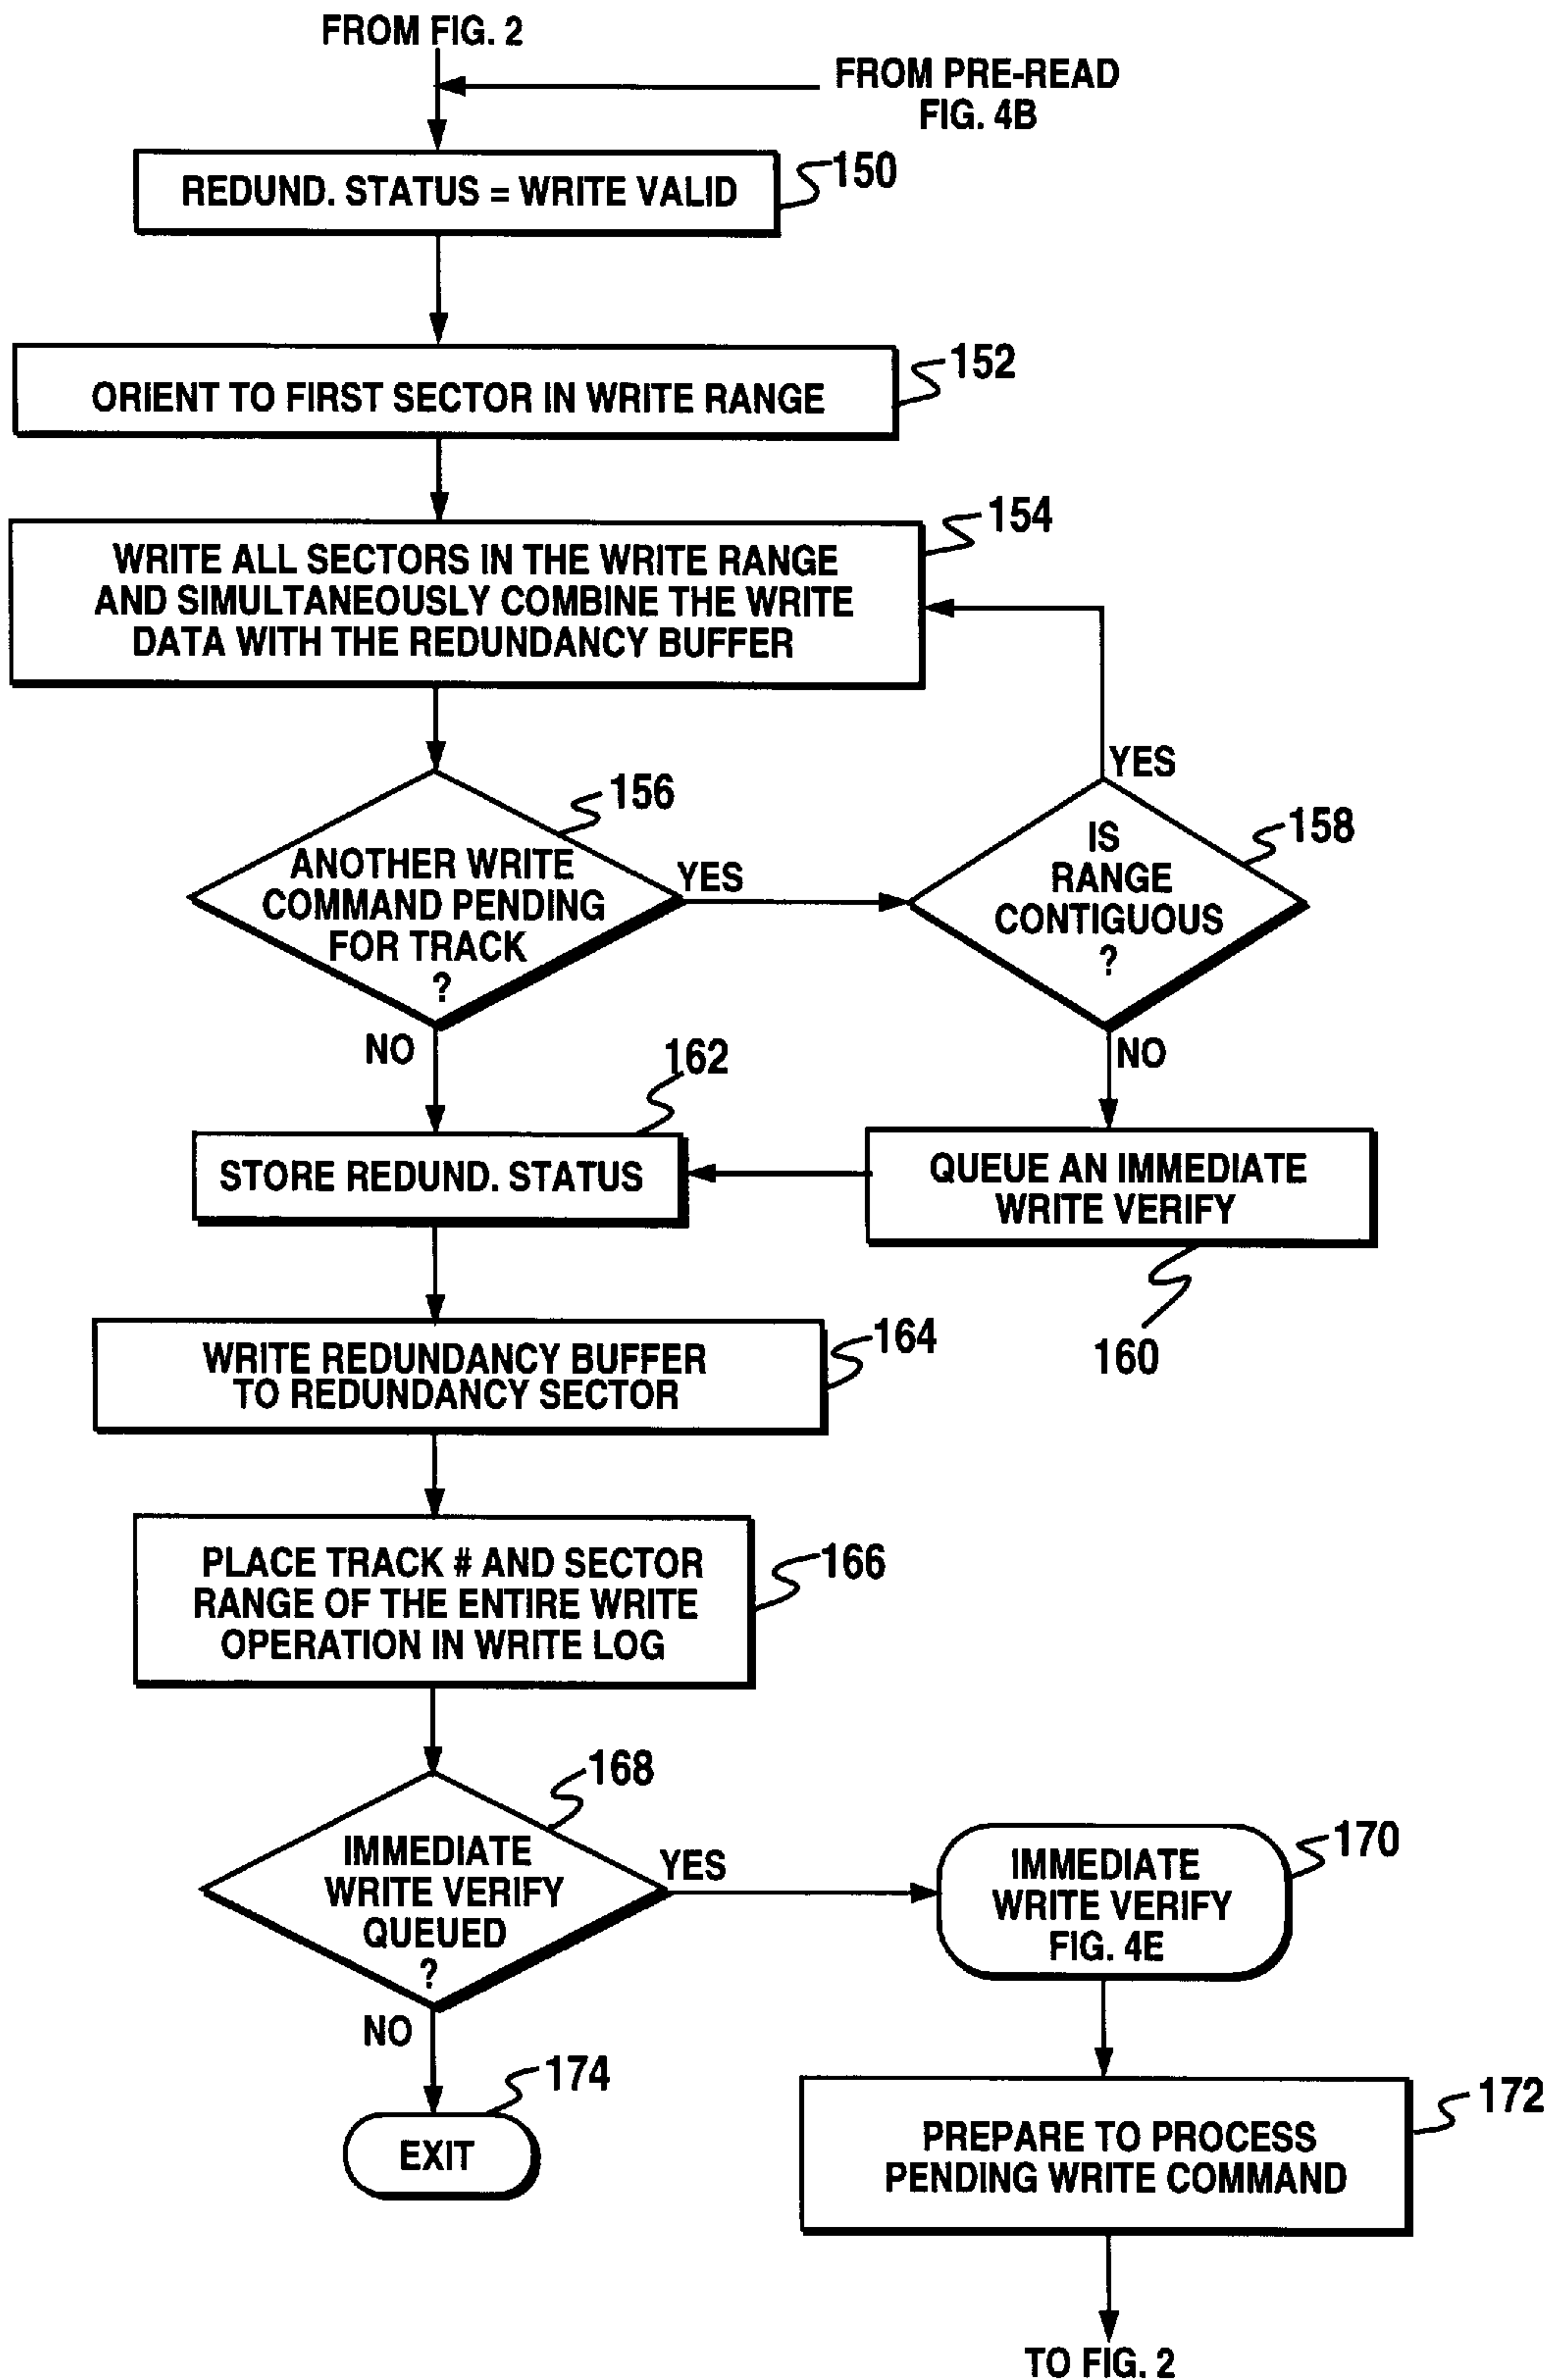 FROM FIG. 2
FROM PRE-READ
FIG. 4B
REDUND. STATUS = WRITE VALID
150
ORIENT TO FIRST SECTOR IN WRITE RANGE
152
WRITE ALL SECTORS IN THE WRITE RANGE
AND SIMULTANEOUSLY COMBINE THE WRITE
DATA WITH THE REDUNDANCY BUFFER
154
ANOTHER WRITE
COMMAND PENDING
FOR TRACK
?
156
YES
NO
IS
RANGE
CONTIGUOUS
?
158
YES
NO
STORE REDUND. STATUS
162
QUEUE AN IMMEDIATE
WRITE VERIFY
160
WRITE REDUNDANCY BUFFER
TO REDUNDANCY SECTOR
164
PLACE TRACK # AND SECTOR
RANGE OF THE ENTIRE WRITE
OPERATION IN WRITE LOG
166
IMMEDIATE
WRITE VERIFY
QUEUED
?
168
YES
NO
IMMEDIATE
WRITE VERIFY
FIG. 4E
170
EXIT
174
PREPARE TO PROCESS
PENDING WRITE COMMAND
172
TO FIG. 2